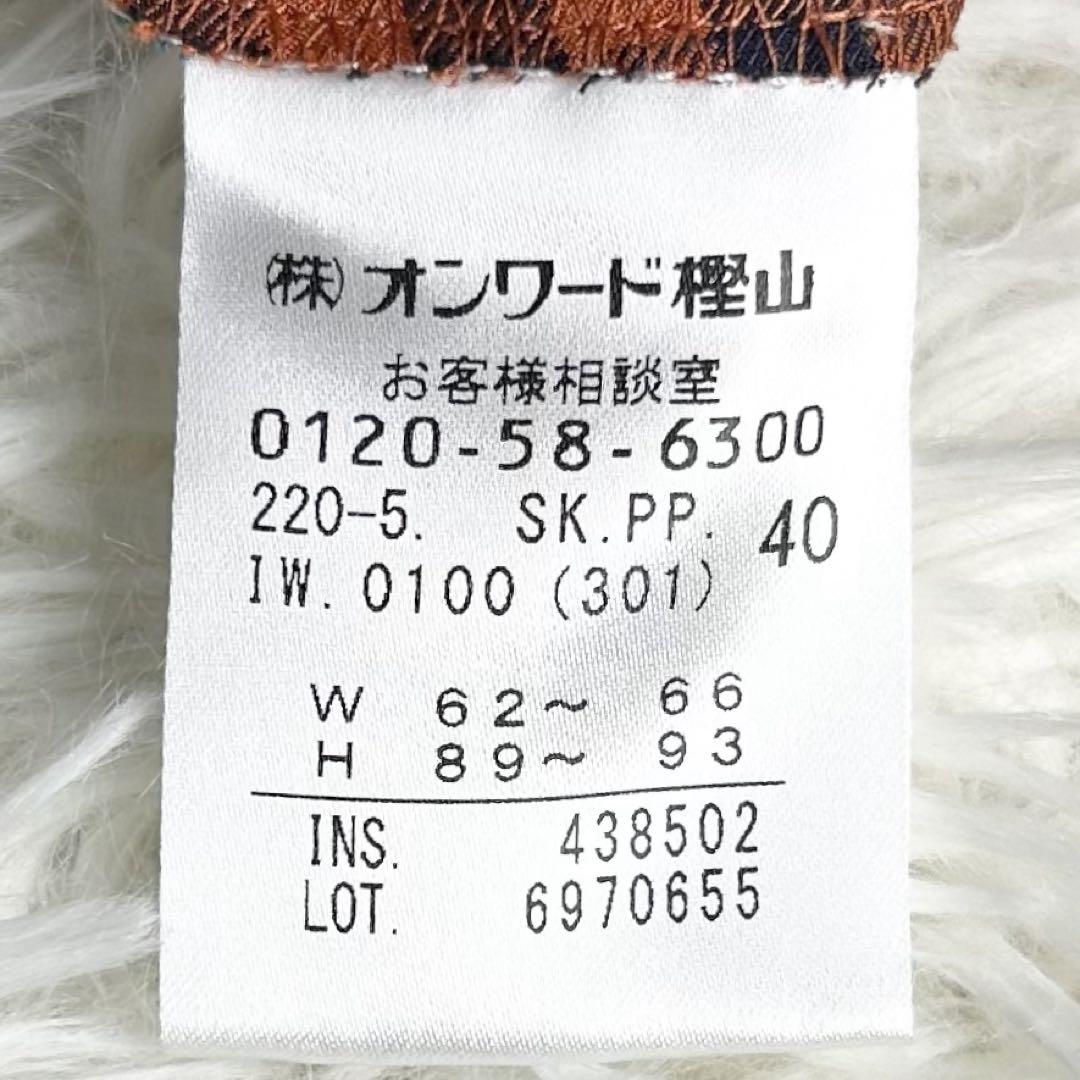 ㈱オンワード樫山
お客様相談室
0120-58-6300
220-5. SK.PP. 40
IW. 0100 (301)
W 62～ 66
H 89～ 93
INS. 438502
LOT. 6970655